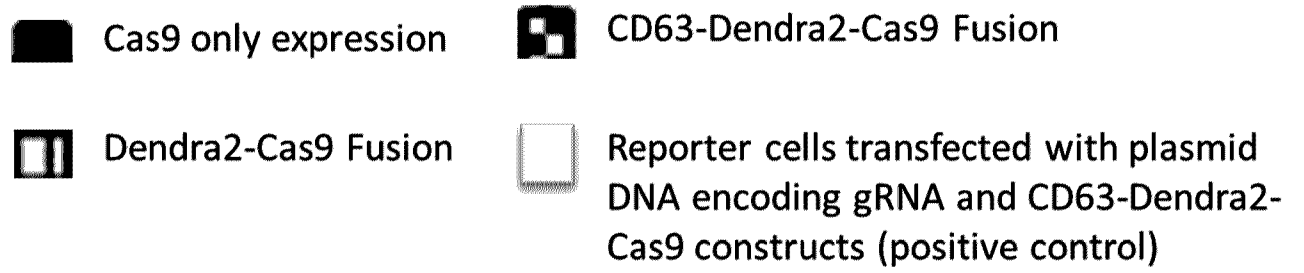 Cas9 only expression
CD63-Dendra2-Cas9 Fusion
Dendra2-Cas9 Fusion
Reporter cells transfected with plasmid
DNA encoding gRNA and CD63-Dendra2-
Cas9 constructs (positive control)